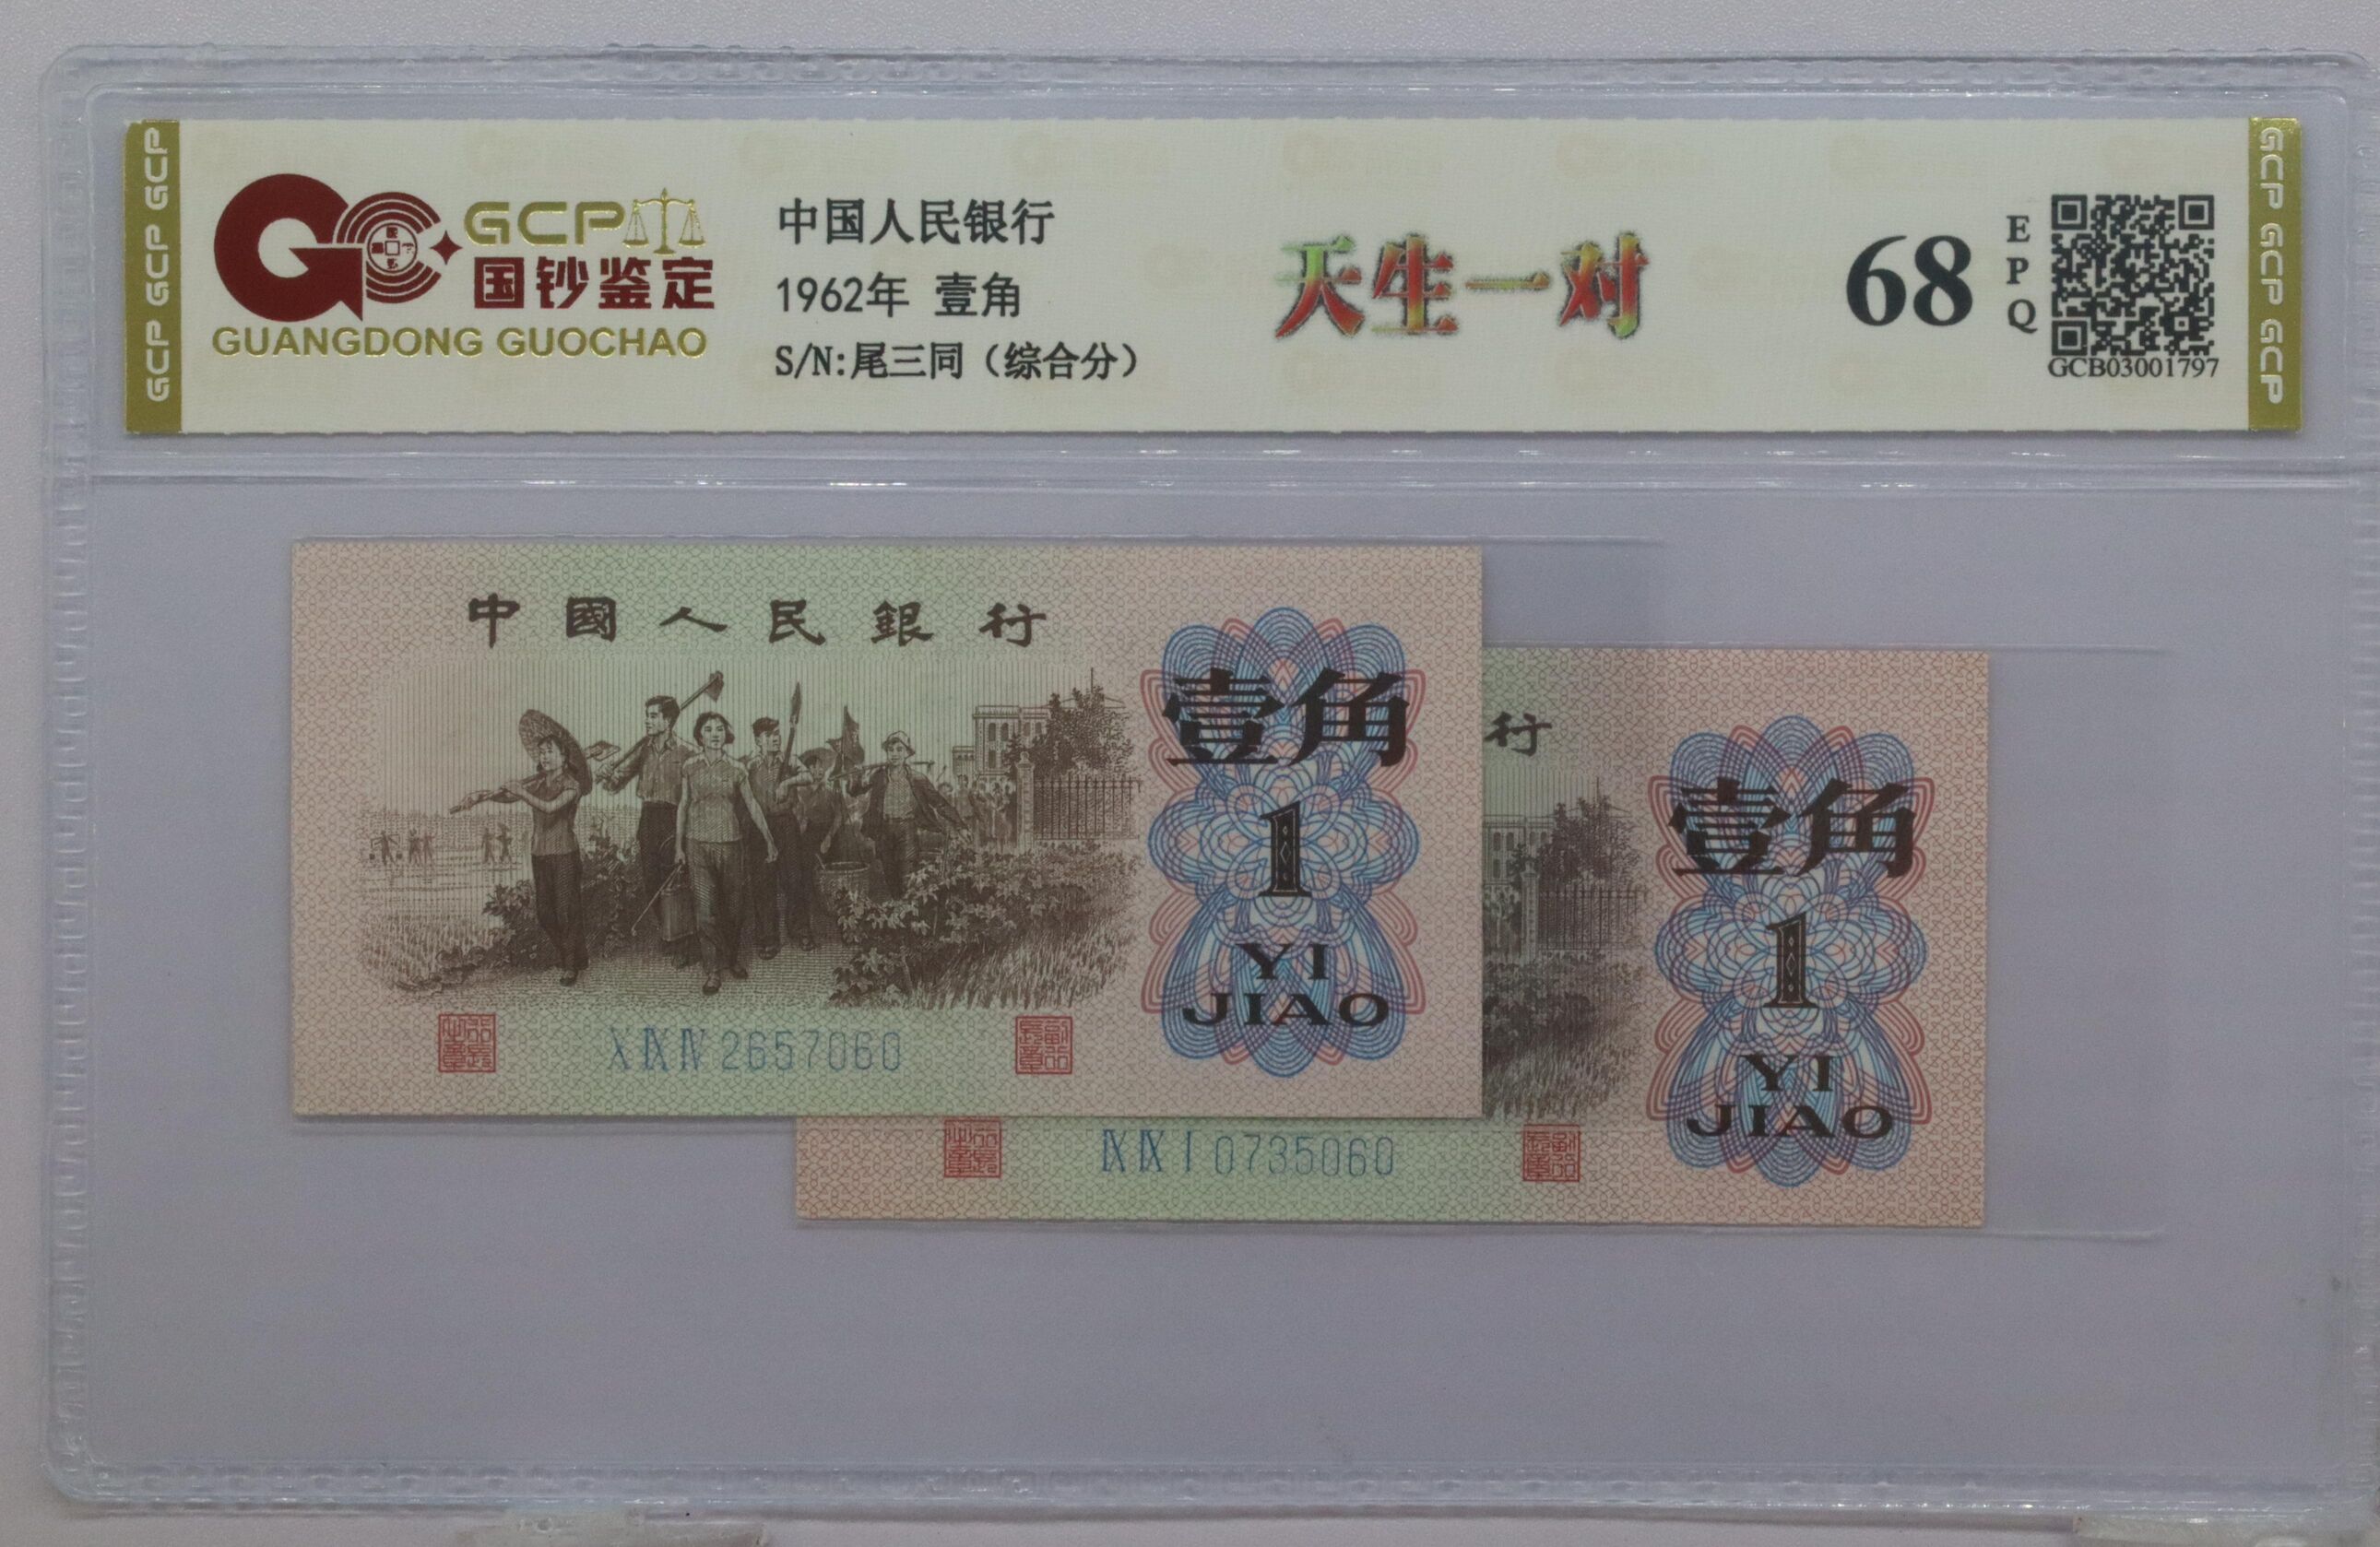 GCP GCP GCP
GCP
国钞鉴定
GUANGDONG GUOCHAO
中国人民银行
1962年 壹角
S/N:尾三同（综合分）
天生一对
68
EPQ
GCB03001797
GCP GCP GCP
中國人民銀行
壹角
1
YI
JIAO
X IX IV 2657060
行
壹角
1
YI
JIAO
IX IX I 0735060